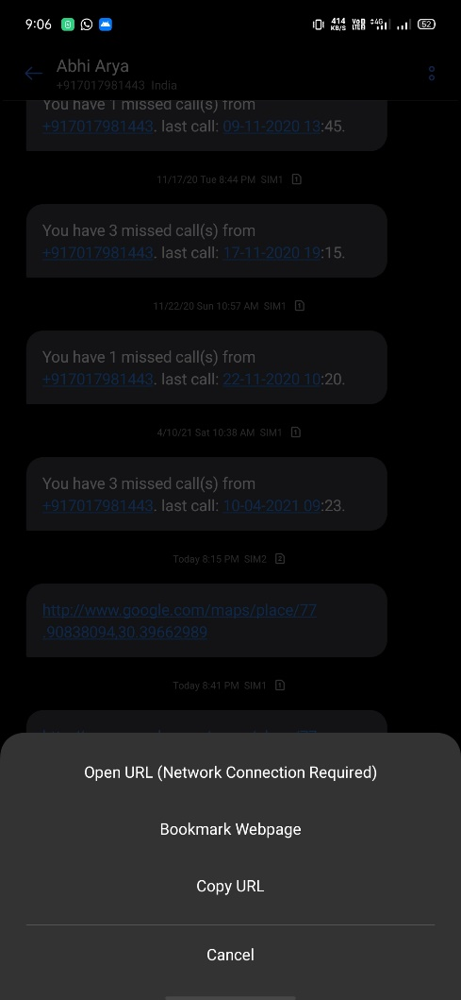 9:06
414 KB/S Vo LTE 4G 52
Abhi Arya
+917017981443 India
You have 1 missed call(s) from
+917017981443. last call: 09-11-2020 13:45.
11/17/20 Tue 8:44 PM SIM1 1
You have 3 missed call(s) from
+917017981443. last call: 17-11-2020 19:15.
11/22/20 Sun 10:57 AM SIM1 1
You have 1 missed call(s) from
+917017981443. last call: 22-11-2020 10:20.
4/10/21 Sat 10:38 AM SIM1 1
You have 3 missed call(s) from
+917017981443. last call: 10-04-2021 09:23.
Today 8:15 PM SIM2 2
http://www.google.com/maps/place/77
.90838094,30.39662989
Today 8:41 PM SIM1 1
Open URL (Network Connection Required)
Bookmark Webpage
Copy URL
Cancel